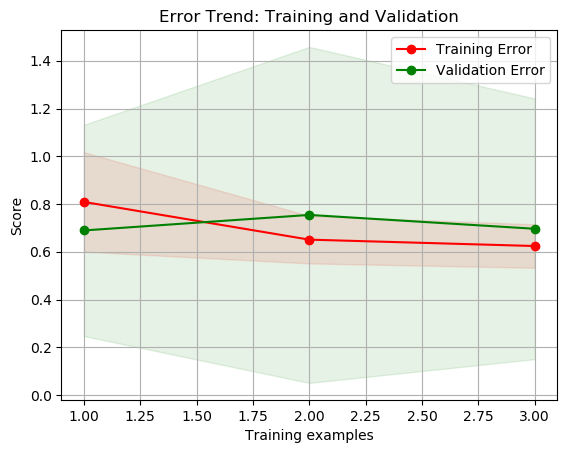 Error Trend: Training and Validation
Training Error
Validation Error
Score
1.4
1.2
1.0
0.8
0.6
0.4
0.2
0.0
1.00 1.25 1.50 1.75 2.00 2.25 2.50 2.75 3.00
Training examples